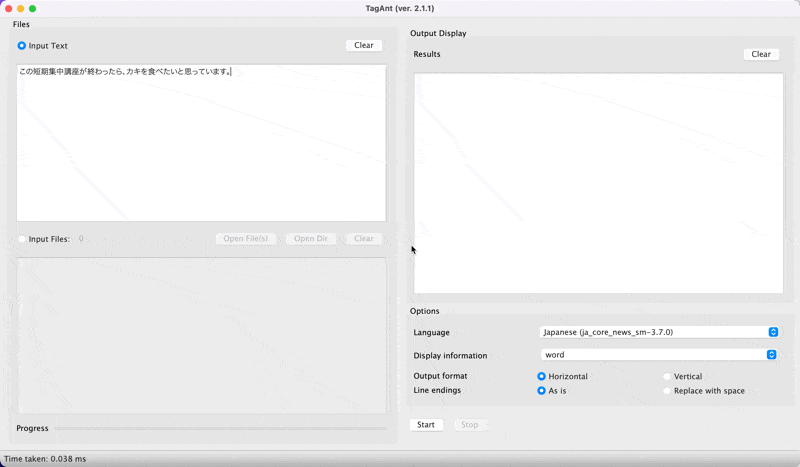 TagAnt (ver. 2.1.1)
Files
Input Text
Clear
この短期集中講座が終わったら、カキを食べたいと思っています。
Input Files: 0
Open File(s)
Open Dir
Clear
Progress
Output Display
Results
Clear
Options
Language
Japanese (ja_core_news_sm-3.7.0)
Display information
word
Output format
Horizontal
Vertical
Line endings
As is
Replace with space
Start
Stop
Time taken: 0.038 ms